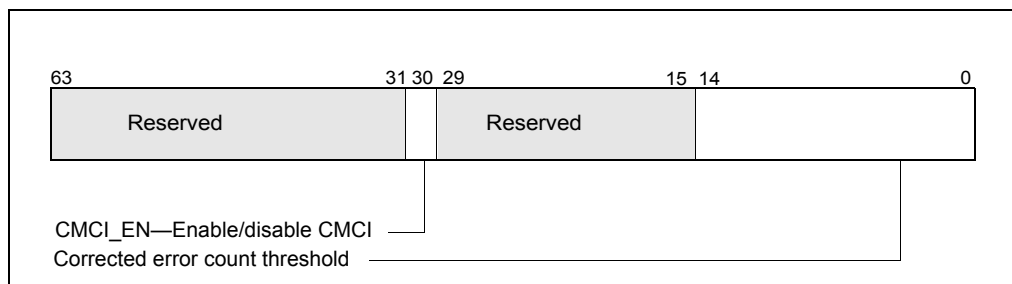 63 31 30 29 15 14 0
Reserved Reserved
CMCI_EN—Enable/disable CMCI
Corrected error count threshold